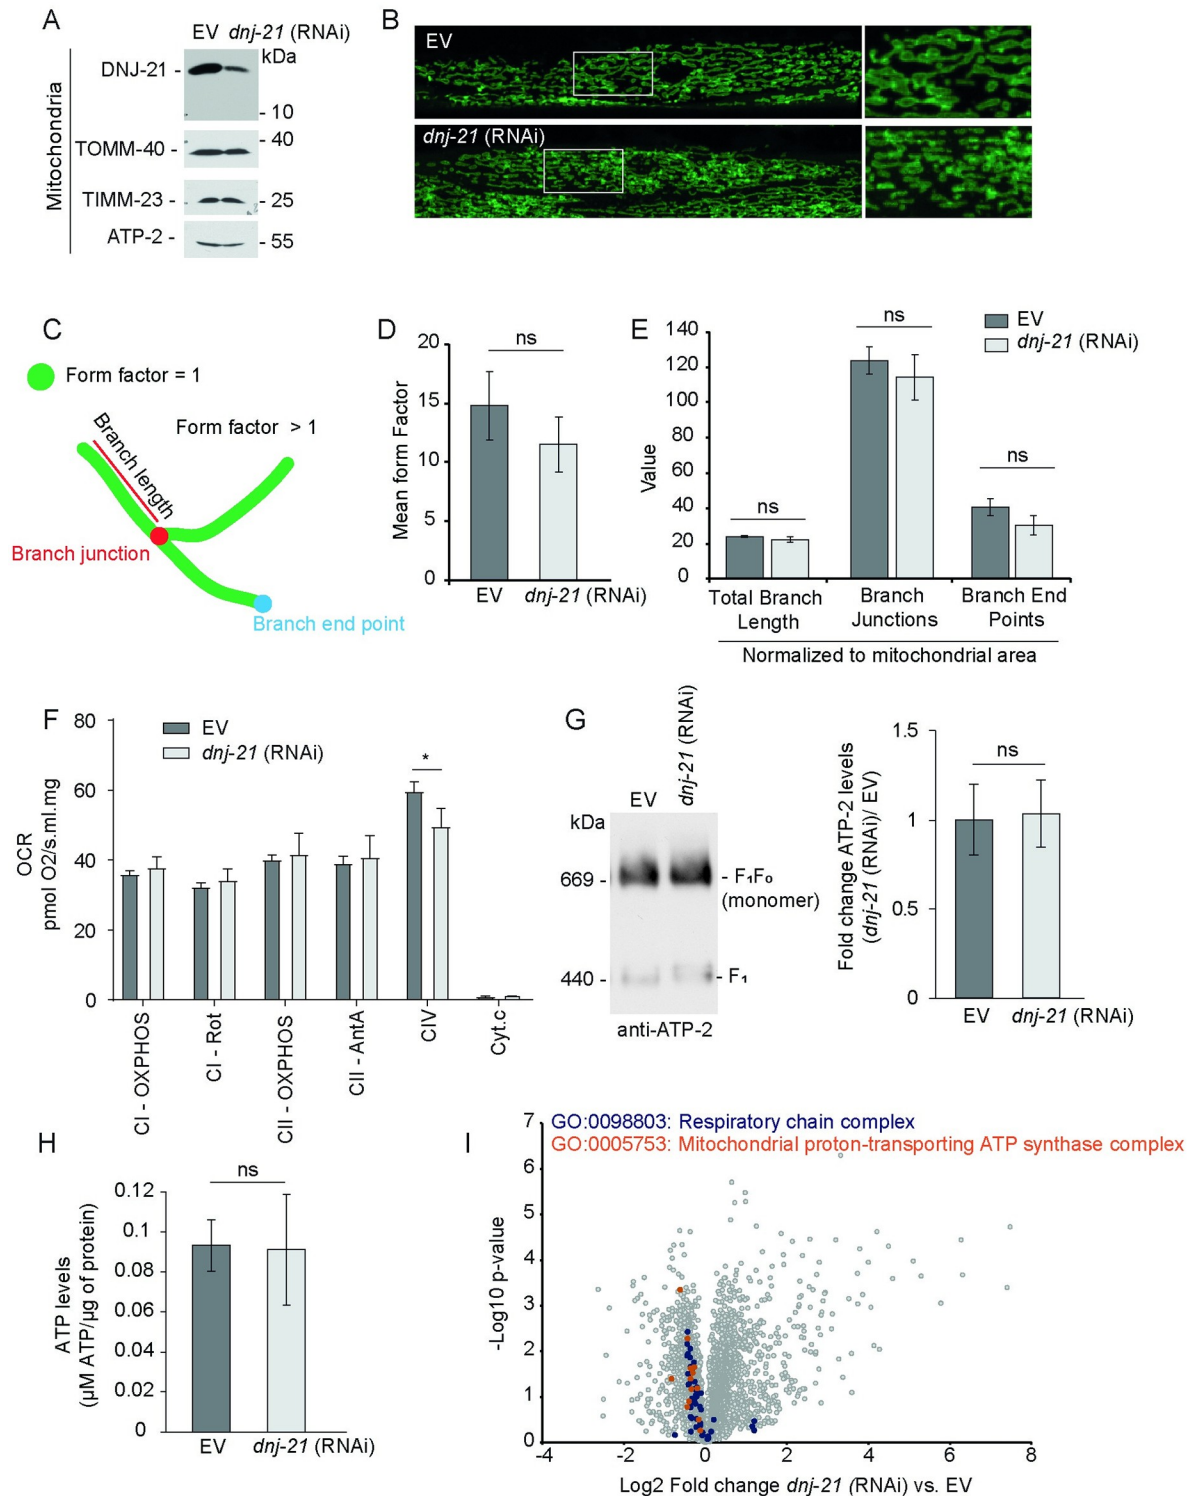 A
EV dnj-21 (RNAi)
kDa
Mitochondria
DNJ-21 -
- 10
- 40
TOMM-40 -
TIMM-23 -
- 25
ATP-2 -
- 55
B
EV
dnj-21 (RNAi)
C
Form factor = 1
Form factor > 1
Branch length
Branch junction
Branch end point
D
Mean form Factor
20
15
10
5
0
ns
EV
dnj-21 (RNAi)
E
EV
dnj-21 (RNAi)
Value
140
120
100
80
60
40
20
0
ns
ns
ns
Total Branch
Length
Branch
Junctions
Branch End
Points
Normalized to mitochondrial area
F
EV
dnj-21 (RNAi)
OCR
pmol O2/s.ml.mg
80
60
40
20
0
*
CI - OXPHOS
CI - Rot
CII - OXPHOS
CII - AntA
CIV
Cyt.c
G
EV
dnj-21 (RNAi)
kDa
669 -
- F₁F₀
(monomer)
440 -
- F₁
anti-ATP-2
Fold change ATP-2 levels
(dnj-21 (RNAi)/ EV)
1.5
1
0.5
0
ns
EV
dnj-21 (RNAi)
H
ATP levels
(µM ATP/µg of protein)
0.12
0.1
0.08
0.06
0.04
0.02
0
ns
EV
dnj-21 (RNAi)
I
GO:0098803: Respiratory chain complex
GO:0005753: Mitochondrial proton-transporting ATP synthase complex
-Log10 p-value
7
6
5
4
3
2
1
0
-4
-2
0
2
4
6
8
Log2 Fold change dnj-21 (RNAi) vs. EV